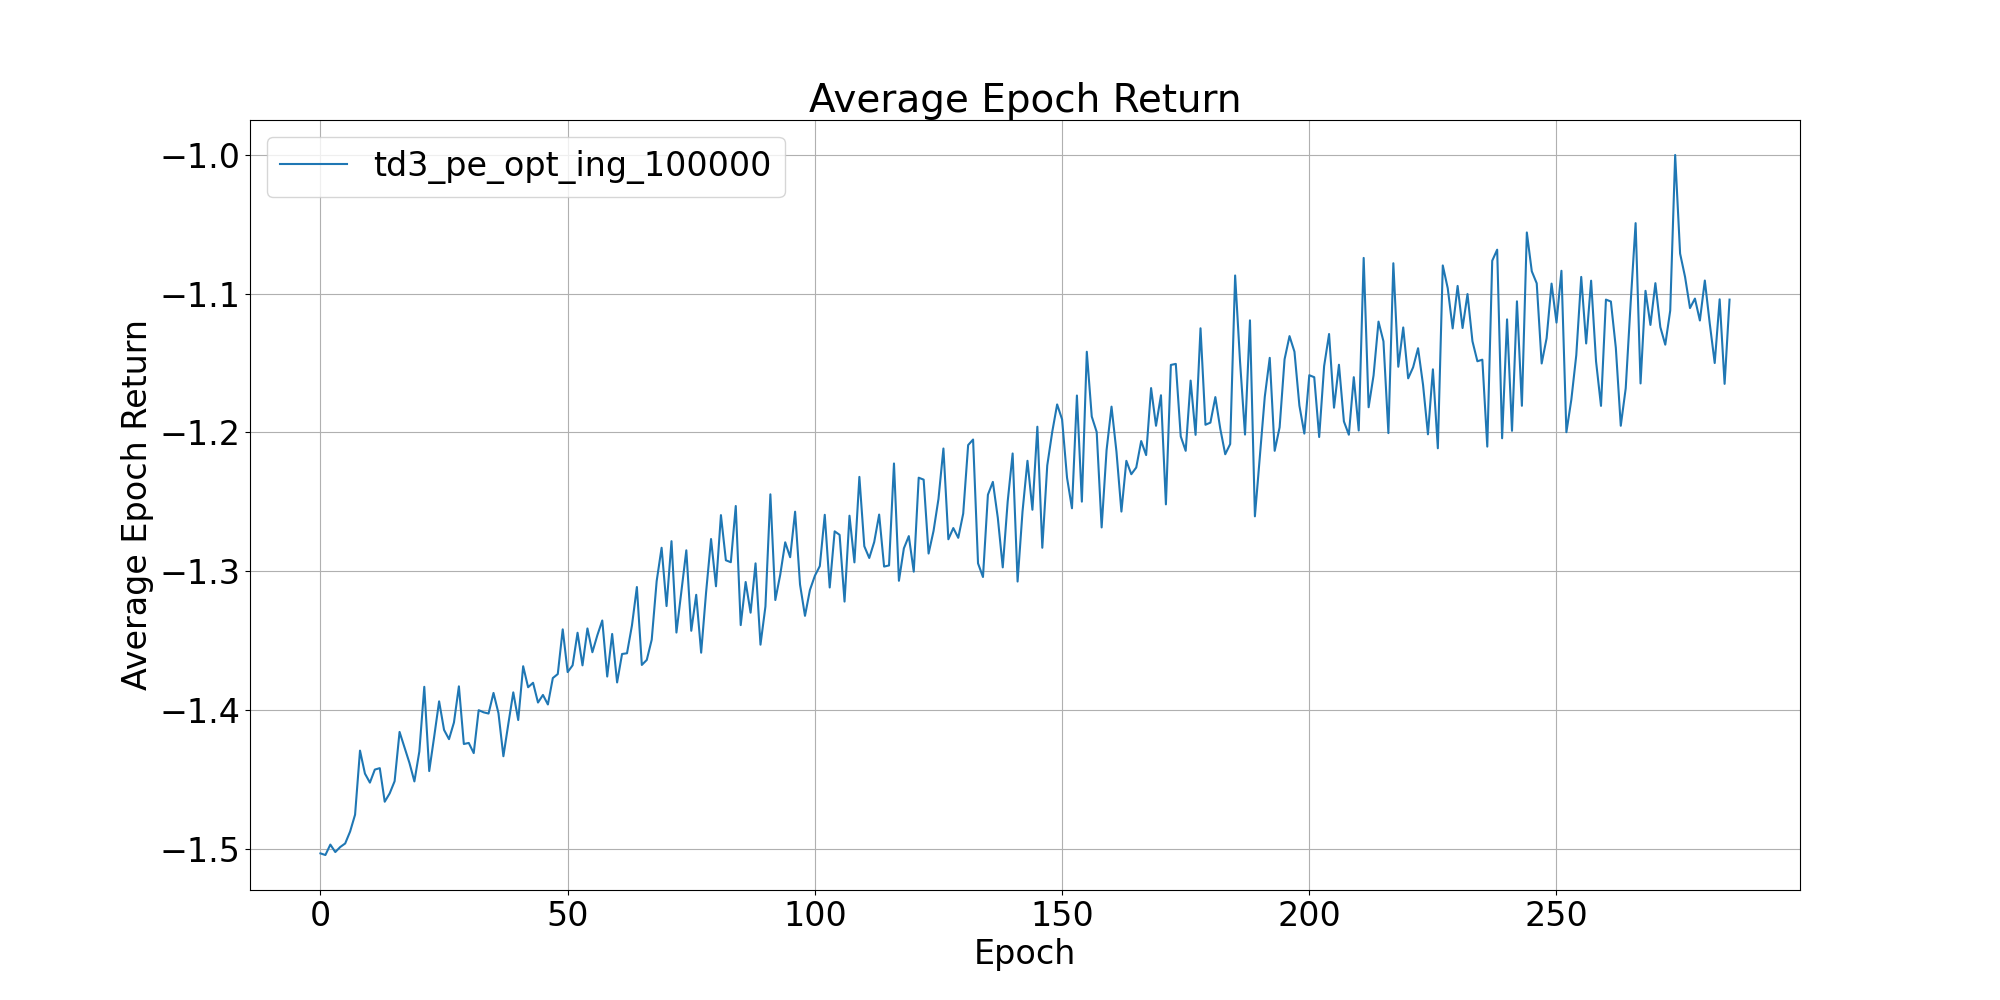 Average Epoch Return
td3_pe_opt_ing_100000
Average Epoch Return
−1.0
−1.1
−1.2
−1.3
−1.4
−1.5
0 50 100 150 200 250
Epoch